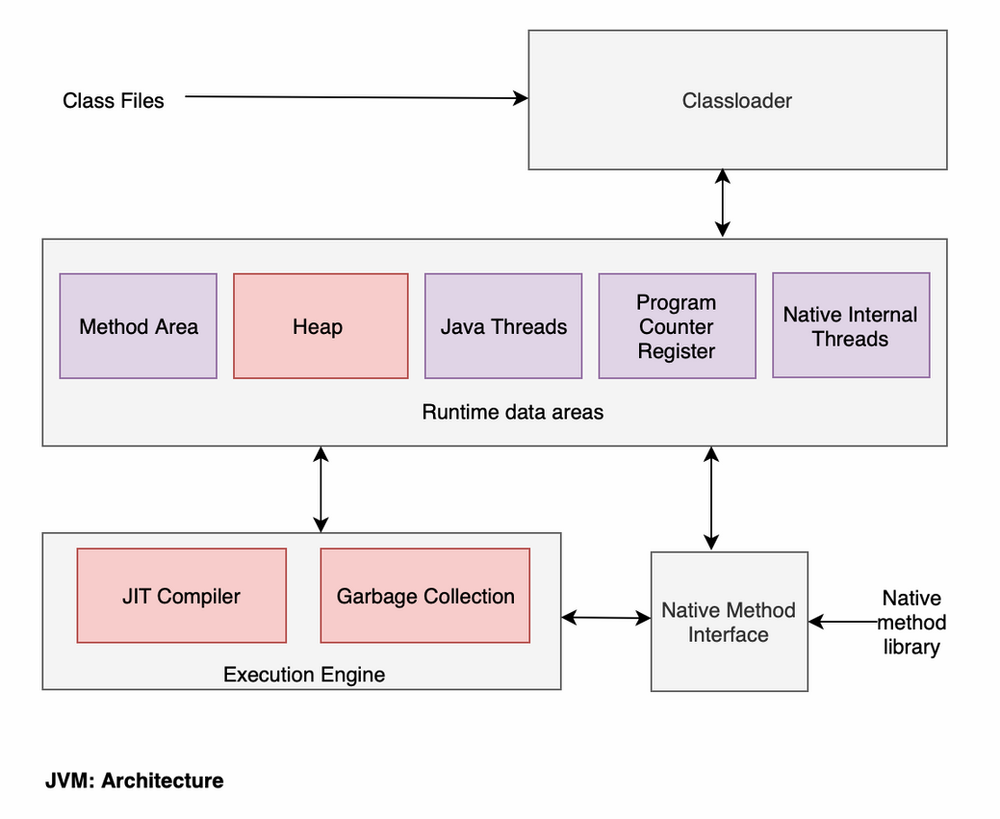 Class Files
Classloader
Method Area
Heap
Java Threads
Program
Counter
Register
Native Internal
Threads
Runtime data areas
JIT Compiler
Garbage Collection
Execution Engine
Native Method
Interface
Native
method
library
JVM: Architecture